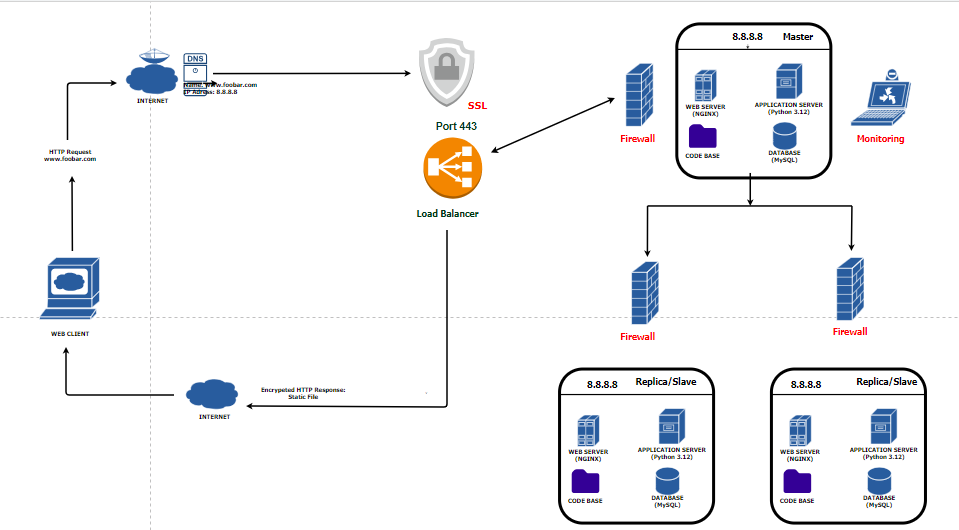 DNS
Name: www.foobar.com
IP Adress: 8.8.8.8
INTERNET
HTTP Request
www.foobar.com
WEB CLIENT
INTERNET
Encrypeted HTTP Response:
Static File
SSL
Port 443
Load Balancer
Firewall
8.8.8.8 Master
WEB SERVER
(NGINX)
APPLICATION SERVER
(Python 3.12)
CODE BASE
DATABASE
(MySQL)
Monitoring
Firewall
Firewall
8.8.8.8 Replica/Slave
WEB SERVER
(NGINX)
APPLICATION SERVER
(Python 3.12)
CODE BASE
DATABASE
(MySQL)
8.8.8.8 Replica/Slave
WEB SERVER
(NGINX)
APPLICATION SERVER
(Python 3.12)
CODE BASE
DATABASE
(MySQL)